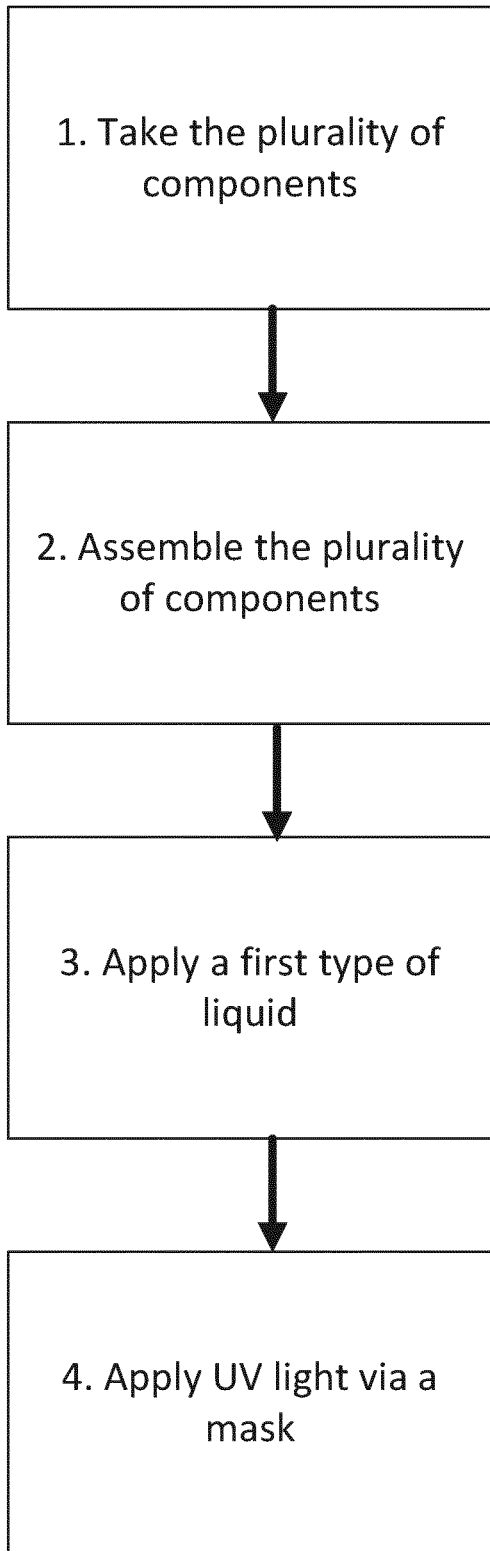 1. Take the plurality of
components
2. Assemble the plurality
of components
3. Apply a first type of
liquid
4. Apply UV light via a
mask